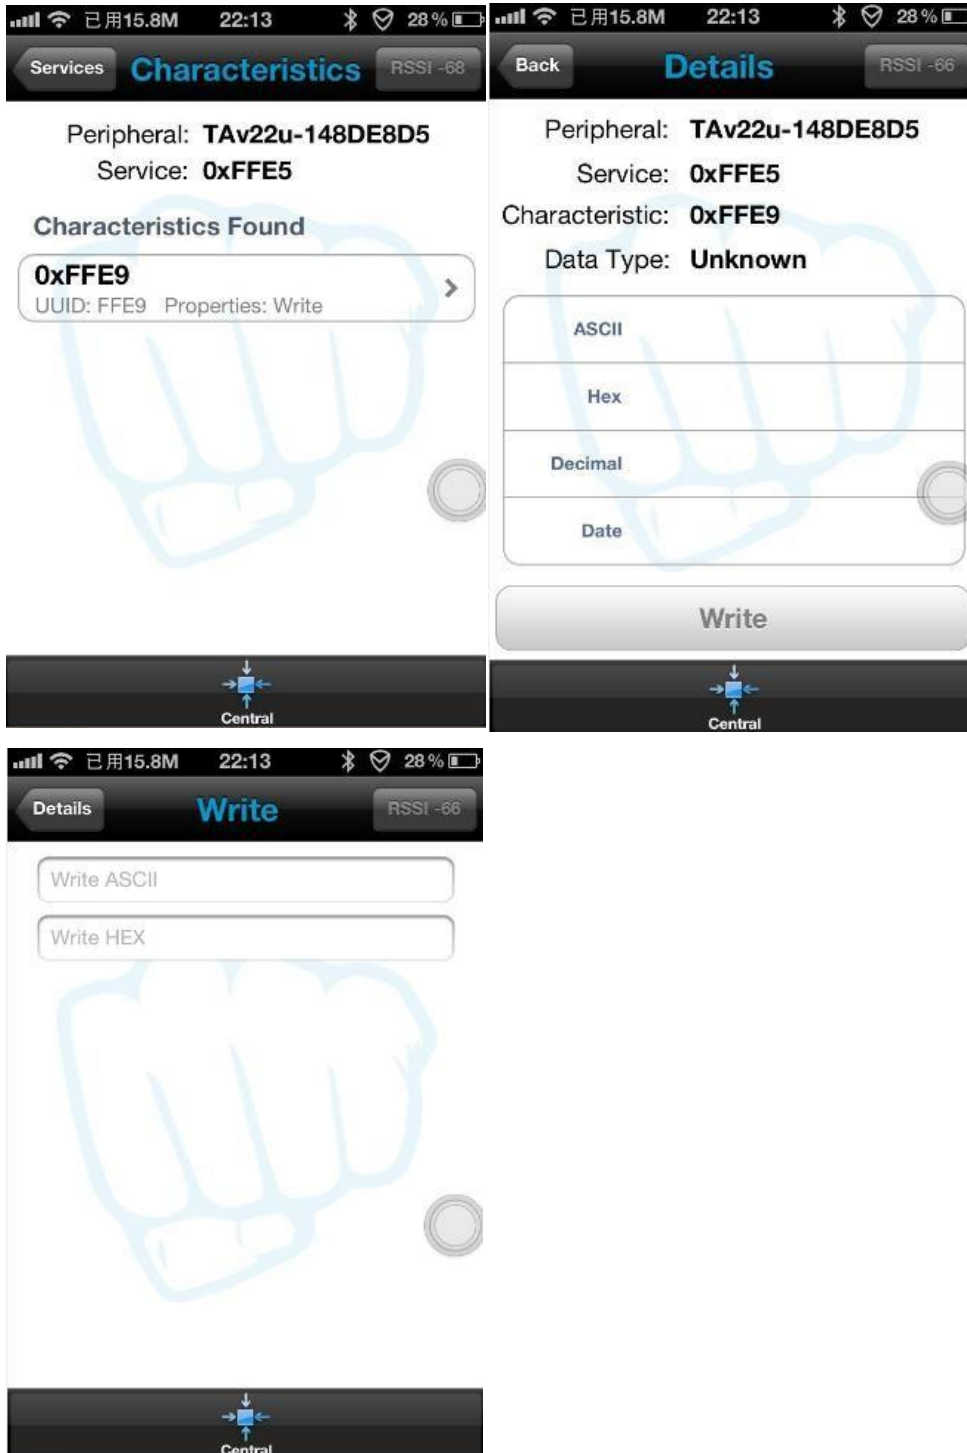 已用15.8M 22:13 28%
Services Characteristics RSSI -68
Peripheral: TAv22u-148DE8D5
Service: 0xFFE5
Characteristics Found
0xFFE9
UUID: FFE9 Properties: Write
Central
已用15.8M 22:13 28%
Back Details RSSI -66
Peripheral: TAv22u-148DE8D5
Service: 0xFFE5
Characteristic: 0xFFE9
Data Type: Unknown
ASCII
Hex
Decimal
Date
Write
Central
已用15.8M 22:13 28%
Details Write RSSI -66
Write ASCII
Write HEX
Central